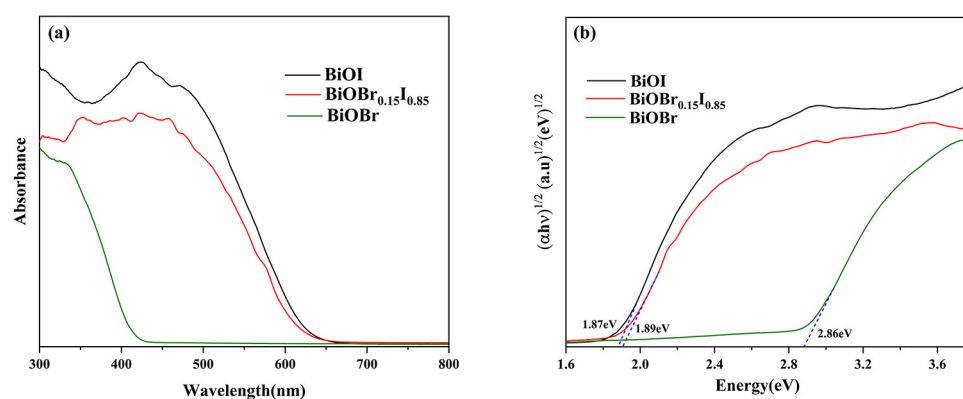 (a)
BiOI
BiOBr₀.₁₅I₀.₈₅
BiOBr
Absorbance
300 400 500 600 700 800
Wavelength(nm)
(b)
BiOI
BiOBr₀.₁₅I₀.₈₅
BiOBr
(αhν)¹/² (a.u)¹/²(eV)¹/²
1.87eV
1.89eV
2.86eV
1.6 2.0 2.4 2.8 3.2 3.6
Energy(eV)